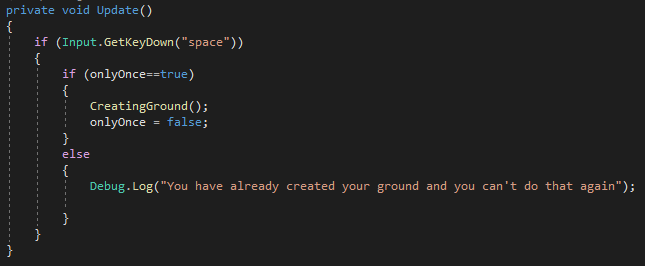 private void Update()
{
if (Input.GetKeyDown("space"))
{
if (onlyOnce==true)
{
CreatingGround();
onlyOnce = false;
}
else
{
Debug.Log("You have already created your ground and you can't do that again");
}
}
}